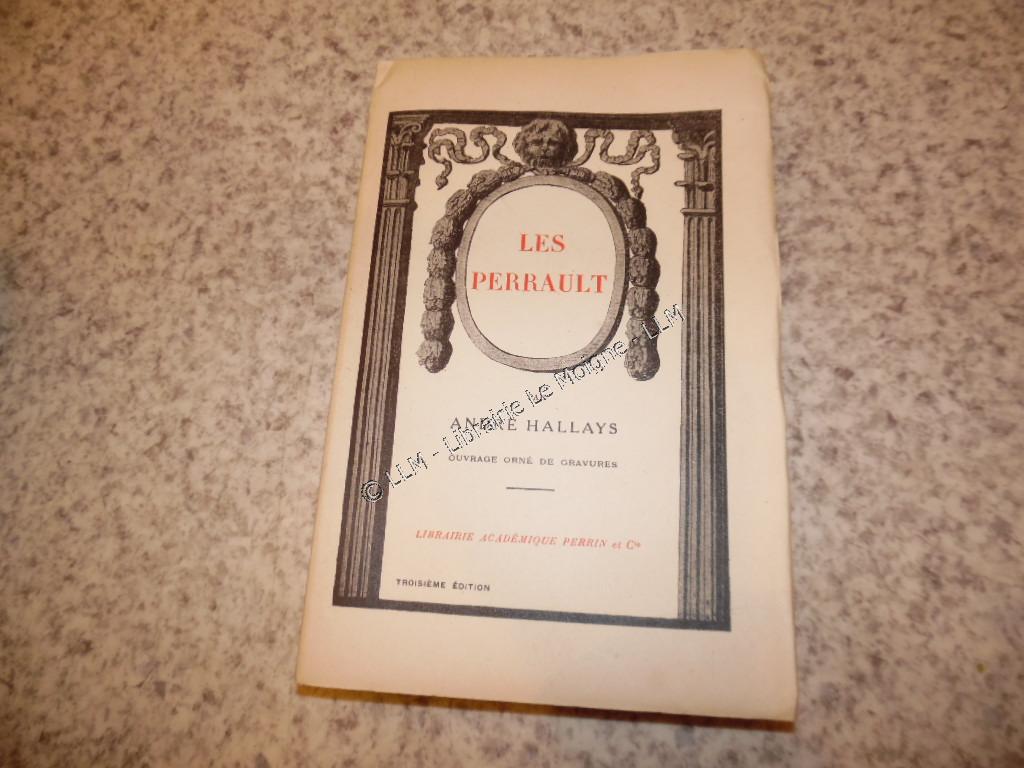 LES
PERRAULT
ANDRÉ HALLAYS
OUVRAGE ORNÉ DE GRAVURES
LIBRAIRIE ACADÉMIQUE PERRIN et Cie
TROISIÈME ÉDITION
© LLM - Librairie Le Moigne - LLM